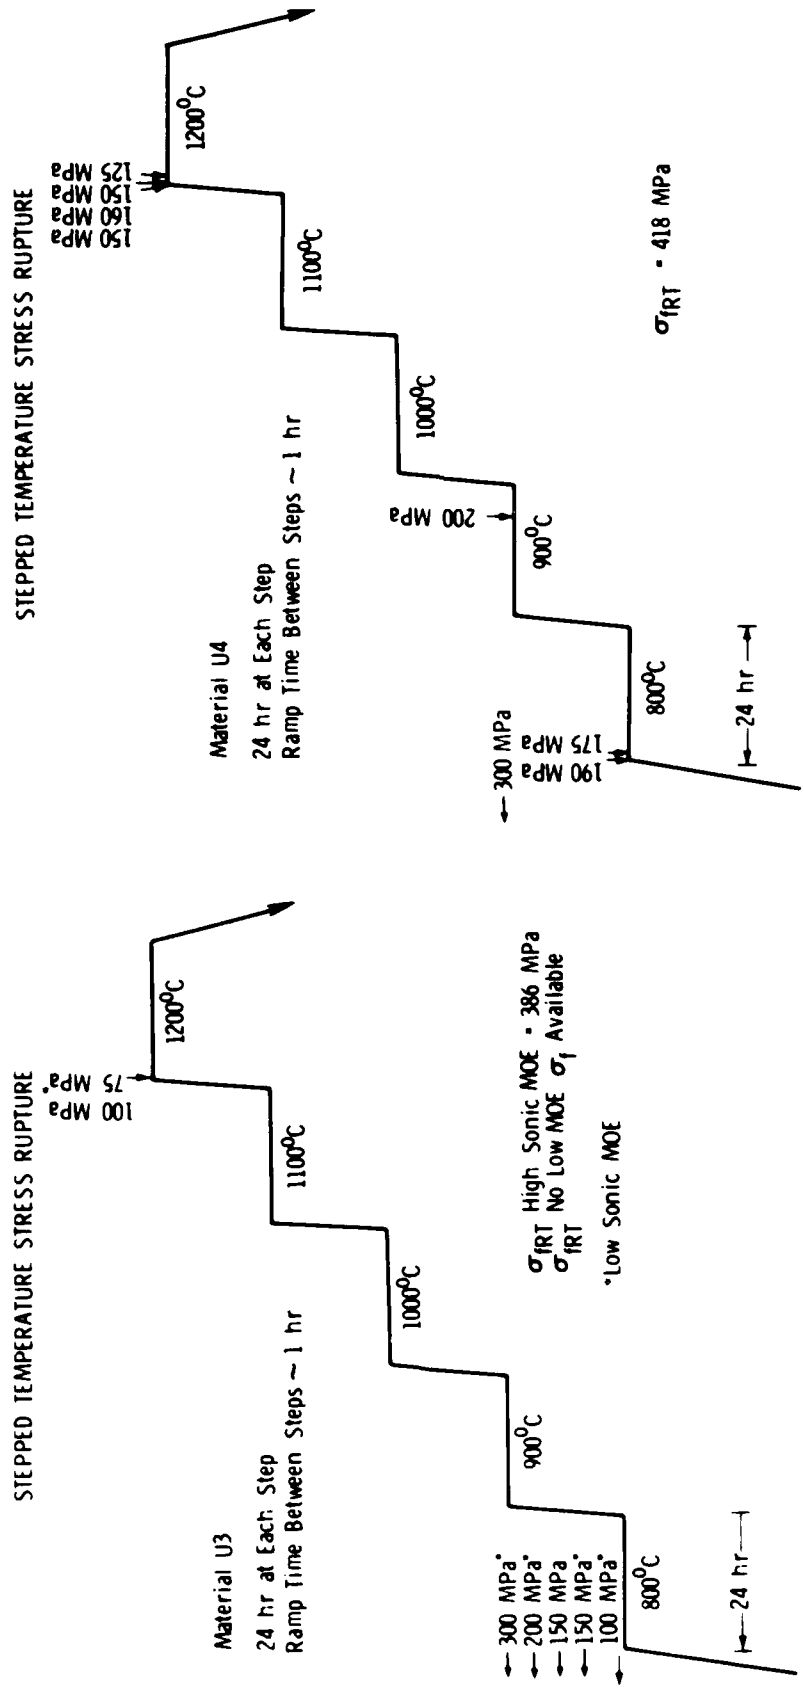 STEPPED TEMPERATURE STRESS RUPTURE
Material U3
24 hr at Each Step
Ramp Time Between Steps ~ 1 hr
100 MPa
75 MPa*
1200°C
1100°C
1000°C
900°C
800°C
← 300 MPa*
← 200 MPa*
← 150 MPa
← 150 MPa*
100 MPa*
24 hr
σfRT High Sonic MOE = 386 MPa
σfRT No Low MOE σf Available
*Low Sonic MOE
STEPPED TEMPERATURE STRESS RUPTURE
Material U4
24 hr at Each Step
Ramp Time Between Steps ~ 1 hr
150 MPa
160 MPa
150 MPa
125 MPa
1200°C
1100°C
1000°C
200 MPa
900°C
← 300 MPa
190 MPa
175 MPa
800°C
24 hr
σfRT = 418 MPa